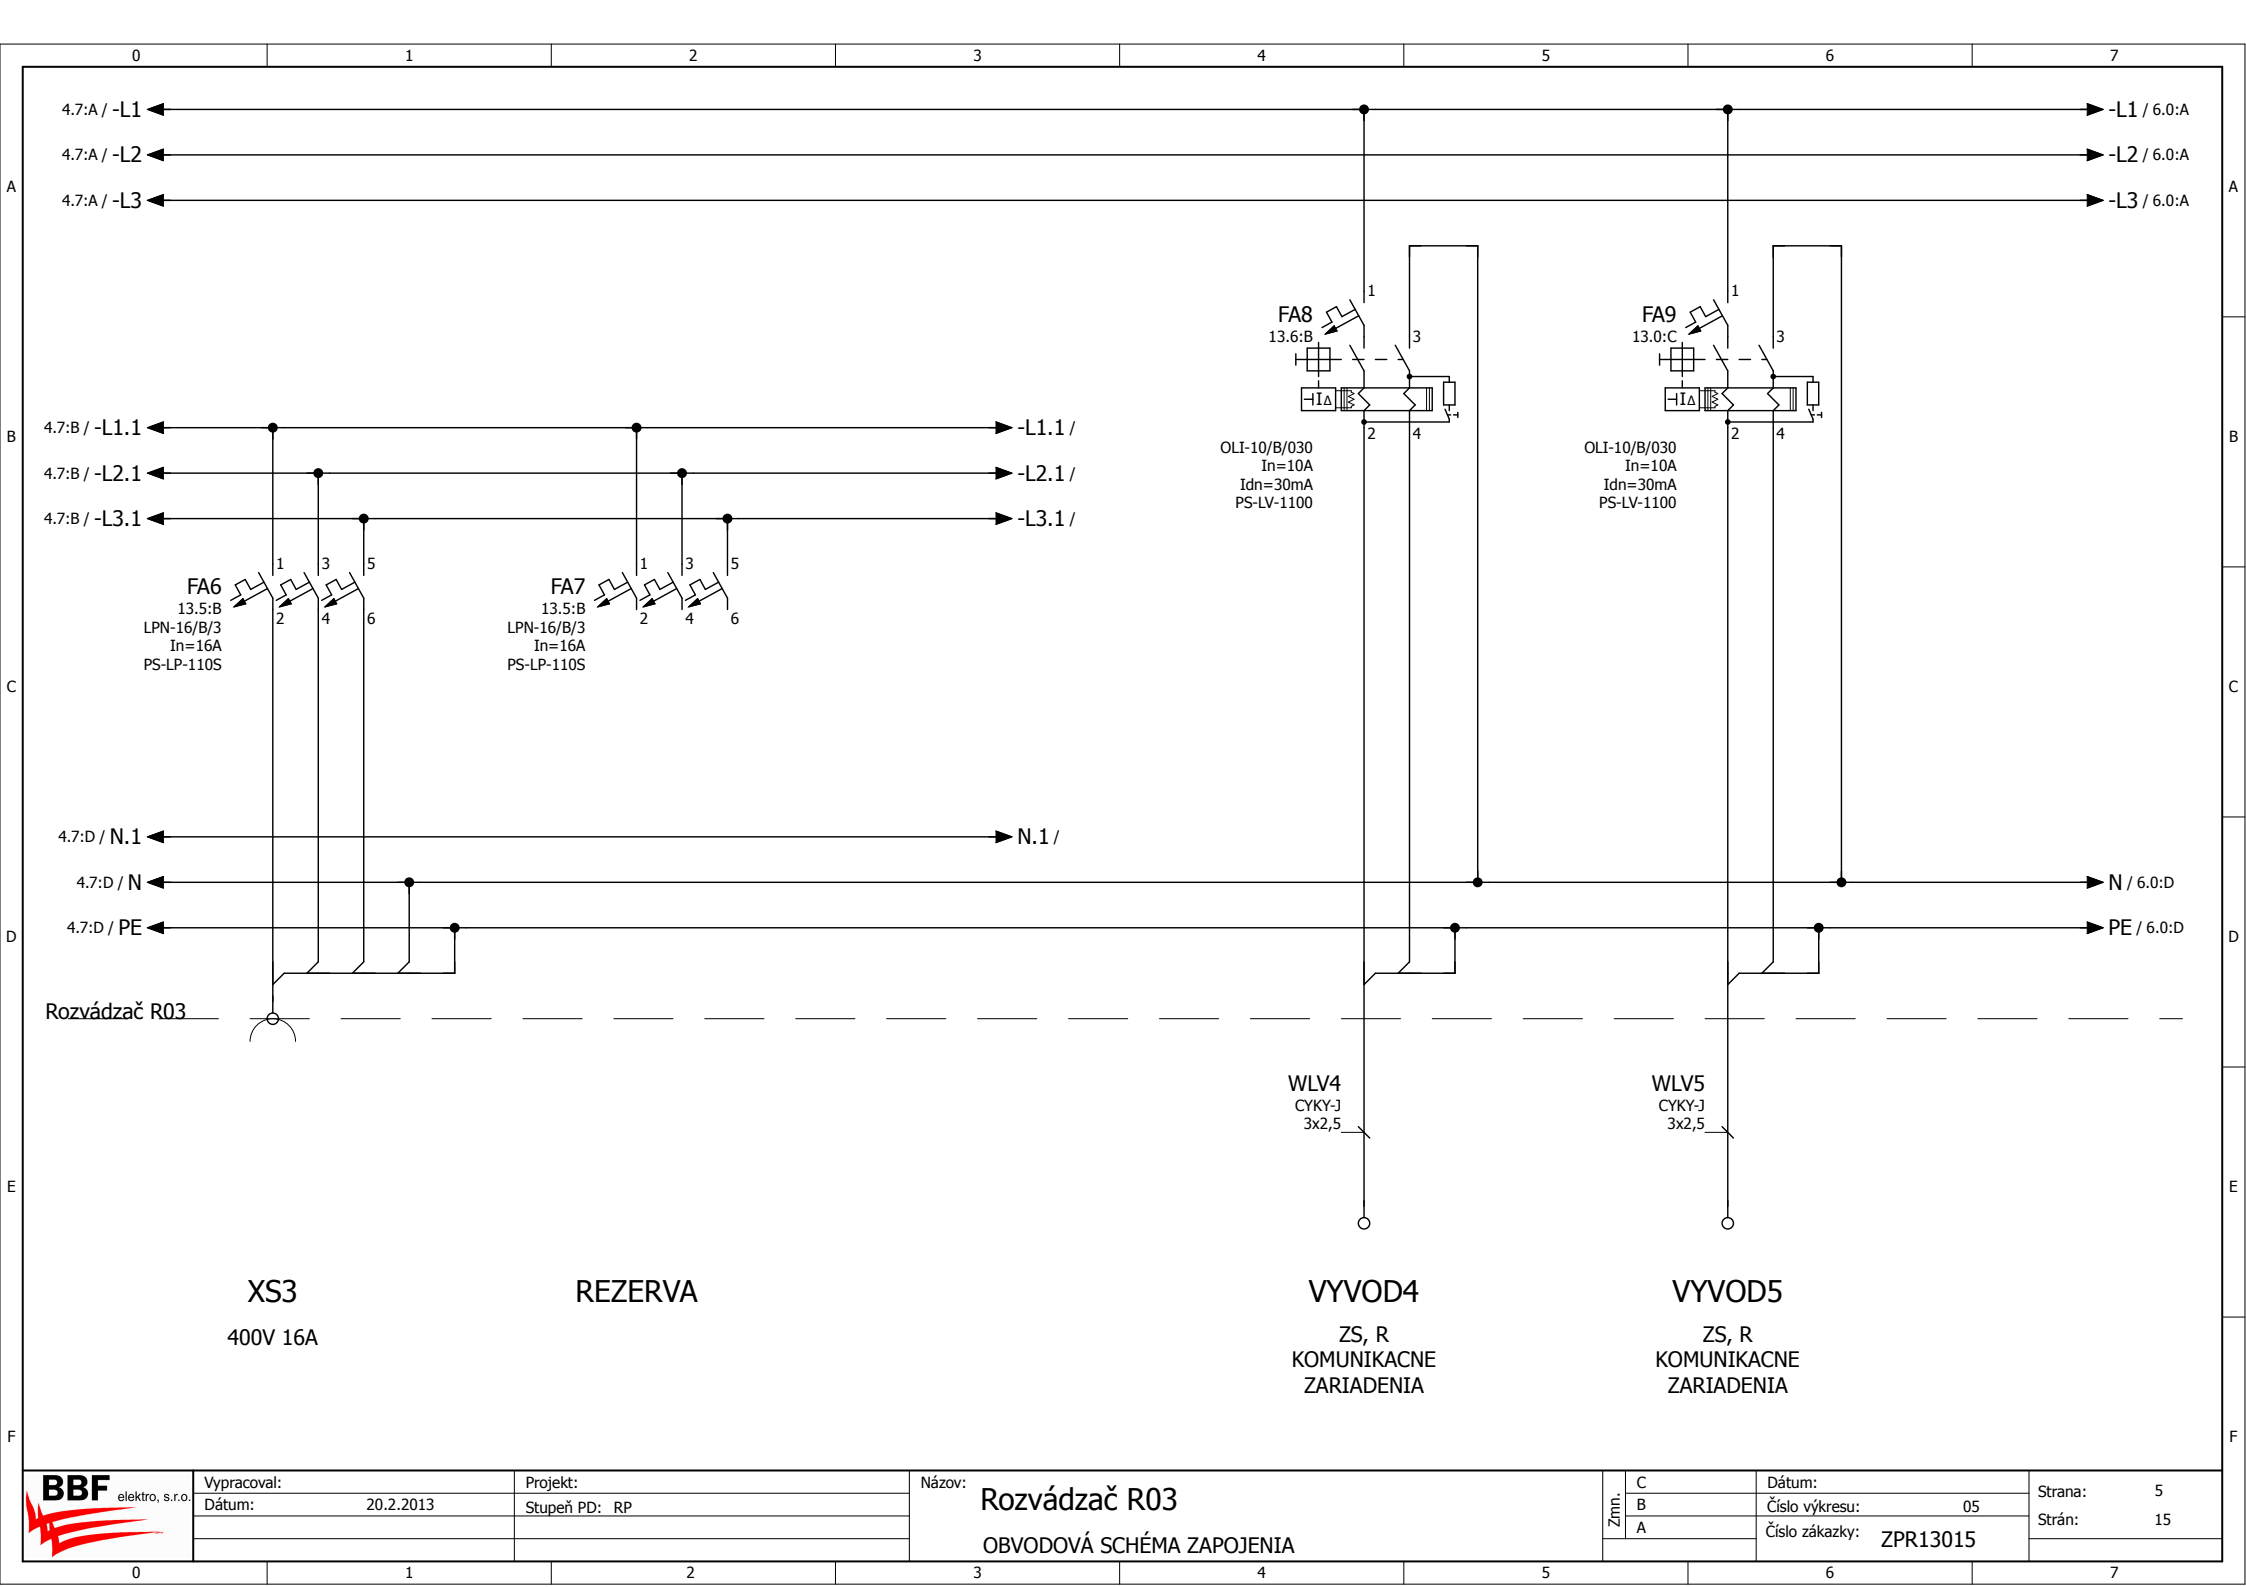 0 1 2 3 4 5 6 7
4.7:A / -L1 -L1 / 6.0:A
4.7:A / -L2 -L2 / 6.0:A
A A
4.7:A / -L3 -L3 / 6.0:A
1 1
FA8 FA9
13.6:B 3 13.0:C 3
⊣I∆ ⊣I∆
4.7:B / -L1.1 -L1.1 /
B 2 4 2 4 B
OLI-10/B/030 OLI-10/B/030
In=10A In=10A
4.7:B / -L2.1 -L2.1 /
Idn=30mA Idn=30mA
PS-LV-1100 PS-LV-1100
4.7:B / -L3.1 -L3.1 /
1 3 5 1 3 5
FA6 FA7
13.5:B 13.5:B
2 4 6 2 4 6
LPN-16/B/3 LPN-16/B/3
In=16A In=16A
PS-LP-110S PS-LP-110S
C C
4.7:D / N.1 N.1 /
4.7:D / N N / 6.0:D
4.7:D / PE PE / 6.0:D
D D
Rozvádzač R03
WLV4 WLV5
CYKY-J CYKY-J
3x2,5 3x2,5
E E
XS3 REZERVA VYVOD4 VYVOD5
400V 16A ZS, R ZS, R
KOMUNIKACNE KOMUNIKACNE
ZARIADENIA ZARIADENIA
F F
BBF elektro, s.r.o.
Vypracoval:
Dátum: 20.2.2013
Projekt:
Stupeň PD: RP
Názov: Rozvádzač R03
OBVODOVÁ SCHÉMA ZAPOJENIA
Zmn.
C
B
A
Dátum:
Číslo výkresu: 05
Číslo zákazky: ZPR13015
Strana: 5
Strán: 15
0 1 2 3 4 5 6 7